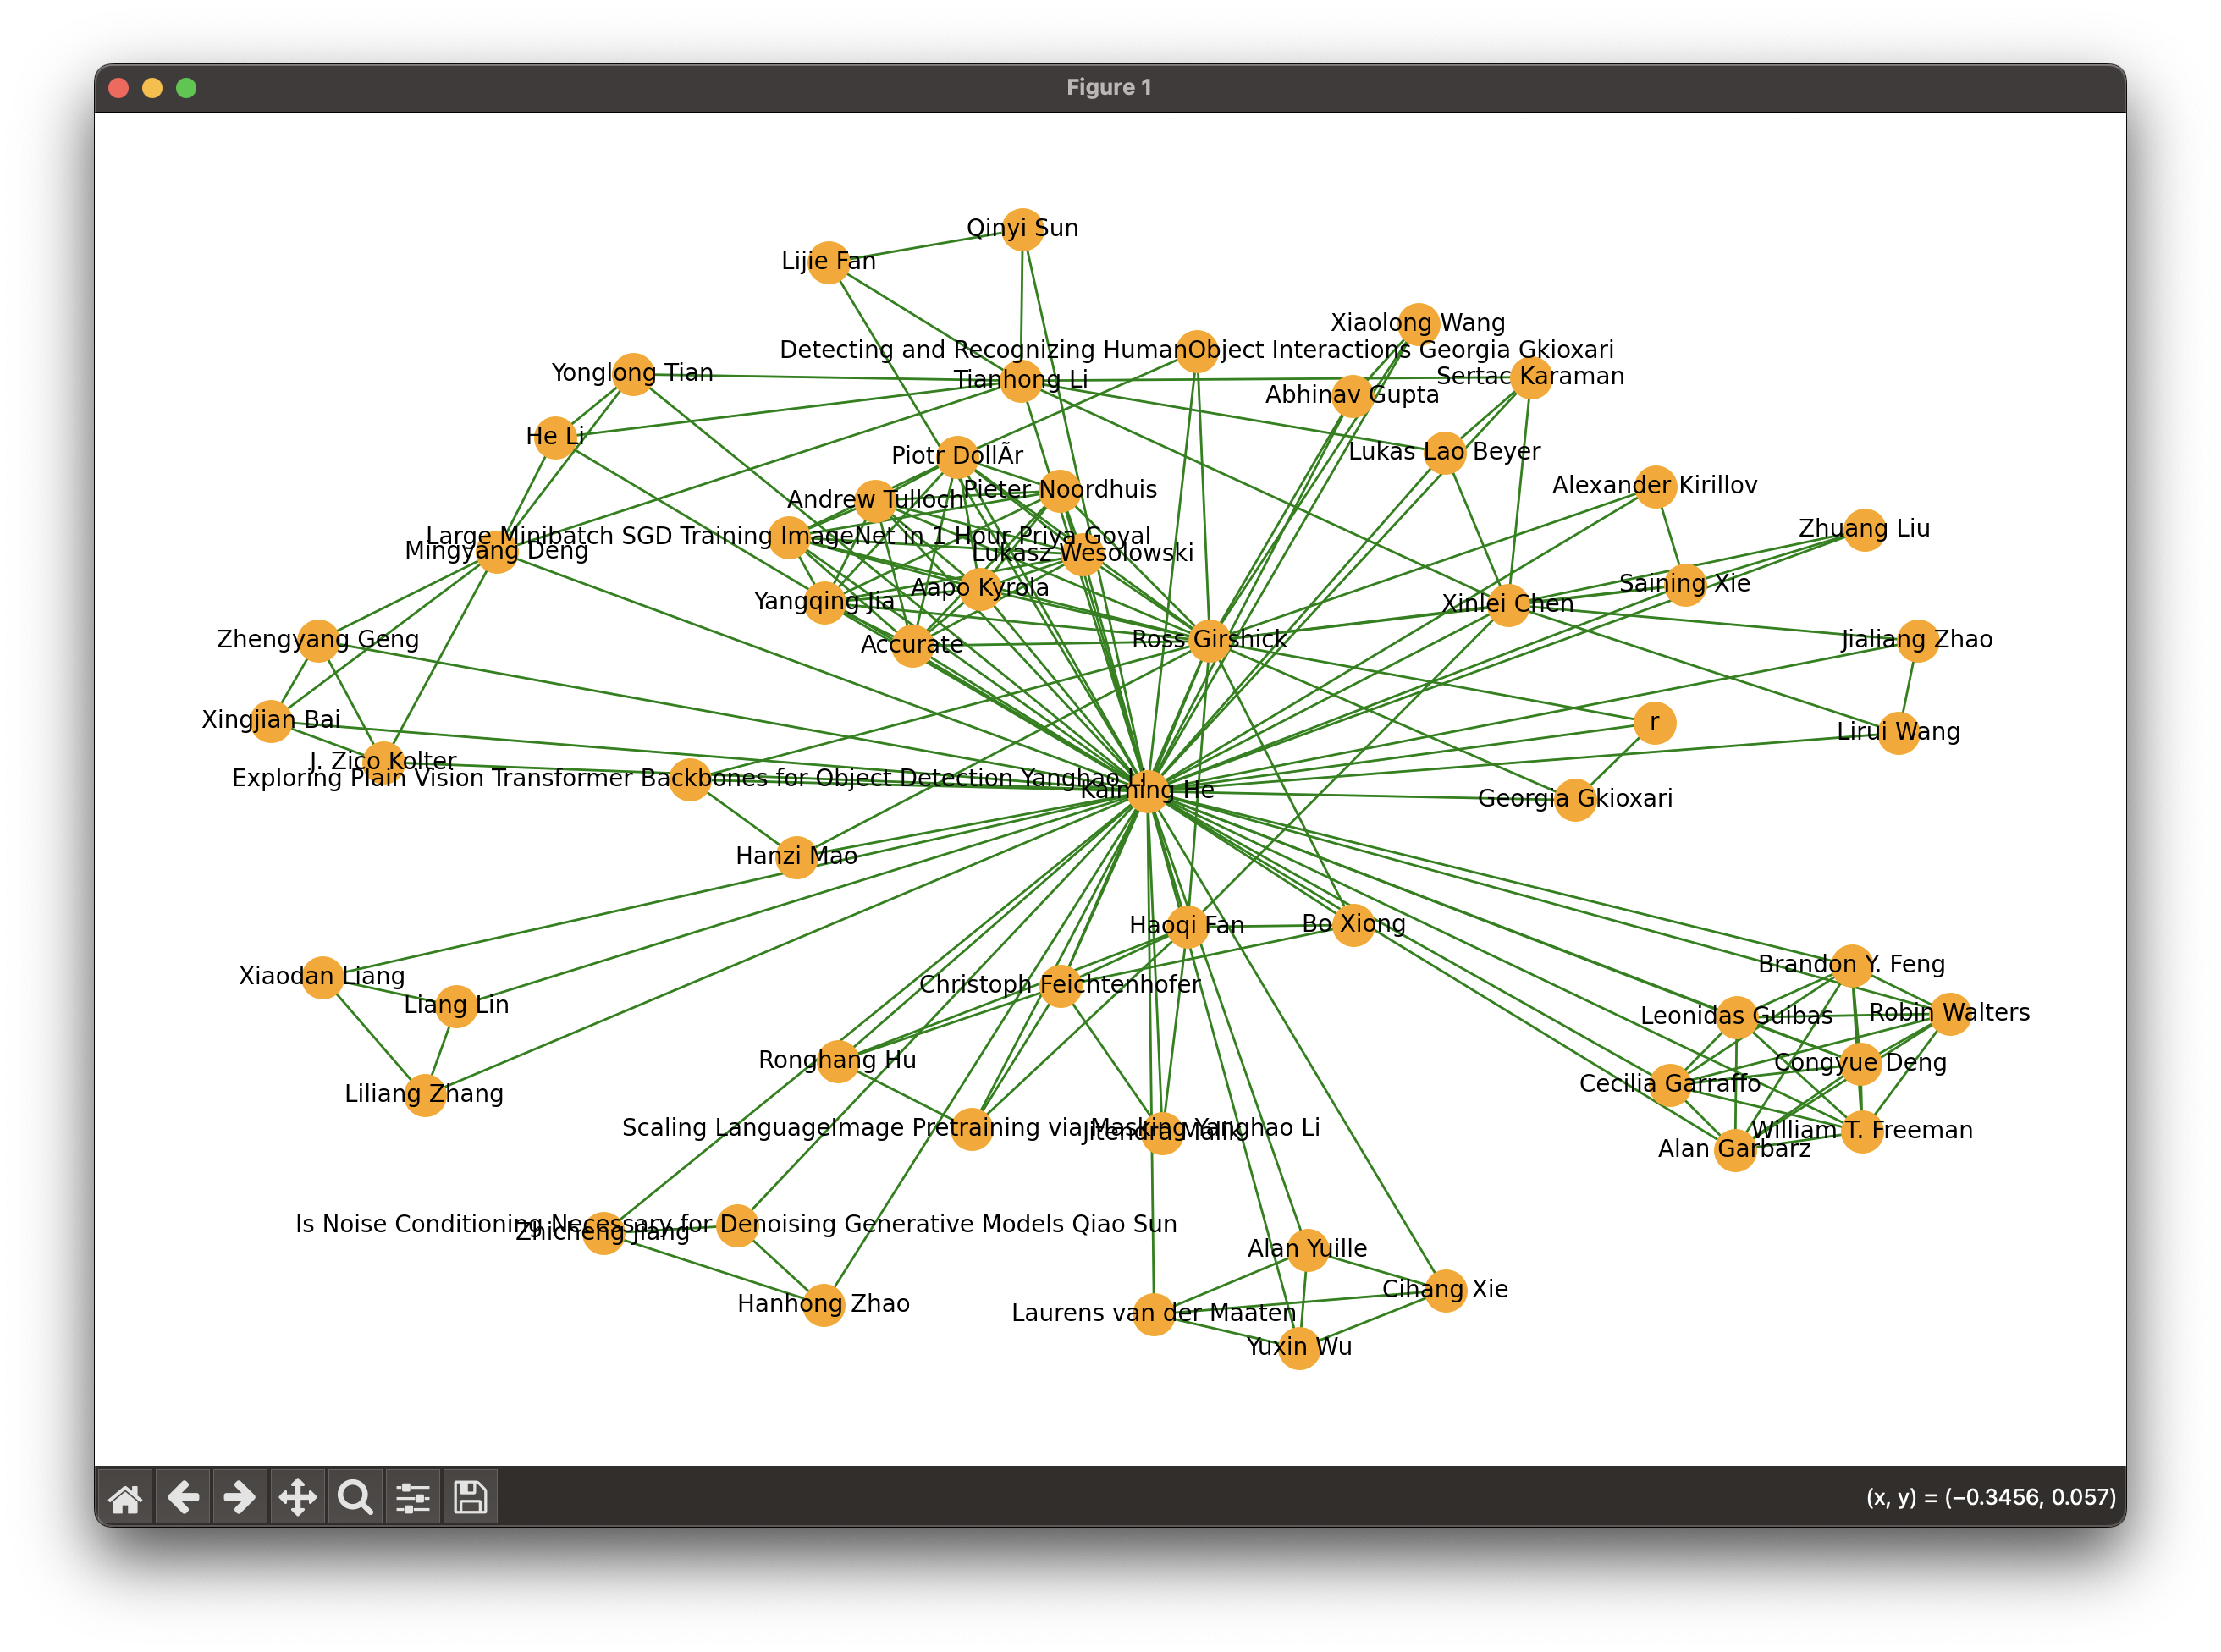 Figure 1
Qinyi Sun
Lijie Fan
Xiaolong Wang
Detecting and Recognizing HumanObject Interactions Georgia Gkioxari
Yonglong Tian
Tianhong Li
Sertac Karaman
Abhinav Gupta
He Li
Lukas Lao Beyer
Piotr DollÃr
Alexander Kirillov
Pieter Noordhuis
Andrew Tulloch
Zhuang Liu
Large Minibatch SGD Training ImageNet in 1 Hour Priya Goyal
Mingyang Deng
Lukasz Wesolowski
Saining Xie
Aapo Kyrola
Yangqing Jia
Xinlei Chen
Zhengyang Geng
Accurate
Ross Girshick
Jialiang Zhao
Xingjian Bai
r
Lirui Wang
J. Zico Kolter
Exploring Plain Vision Transformer Backbones for Object Detection Yanghao Li
Kaiming He
Georgia Gkioxari
Hanzi Mao
Haoqi Fan
Bo Xiong
Xiaodan Liang
Brandon Y. Feng
Christoph Feichtenhofer
Liang Lin
Leonidas Guibas
Robin Walters
Ronghang Hu
Congyue Deng
Cecilia Garraffo
Liliang Zhang
Scaling LanguageImage Pretraining via Masking Yanghao Li
Jitendra Malik
William T. Freeman
Alan Garbarz
Is Noise Conditioning Necessary for Denoising Generative Models Qiao Sun
Zhicheng Jiang
Alan Yuille
Cihang Xie
Hanhong Zhao
Laurens van der Maaten
Yuxin Wu
(x, y) = (−0.3456, 0.057)